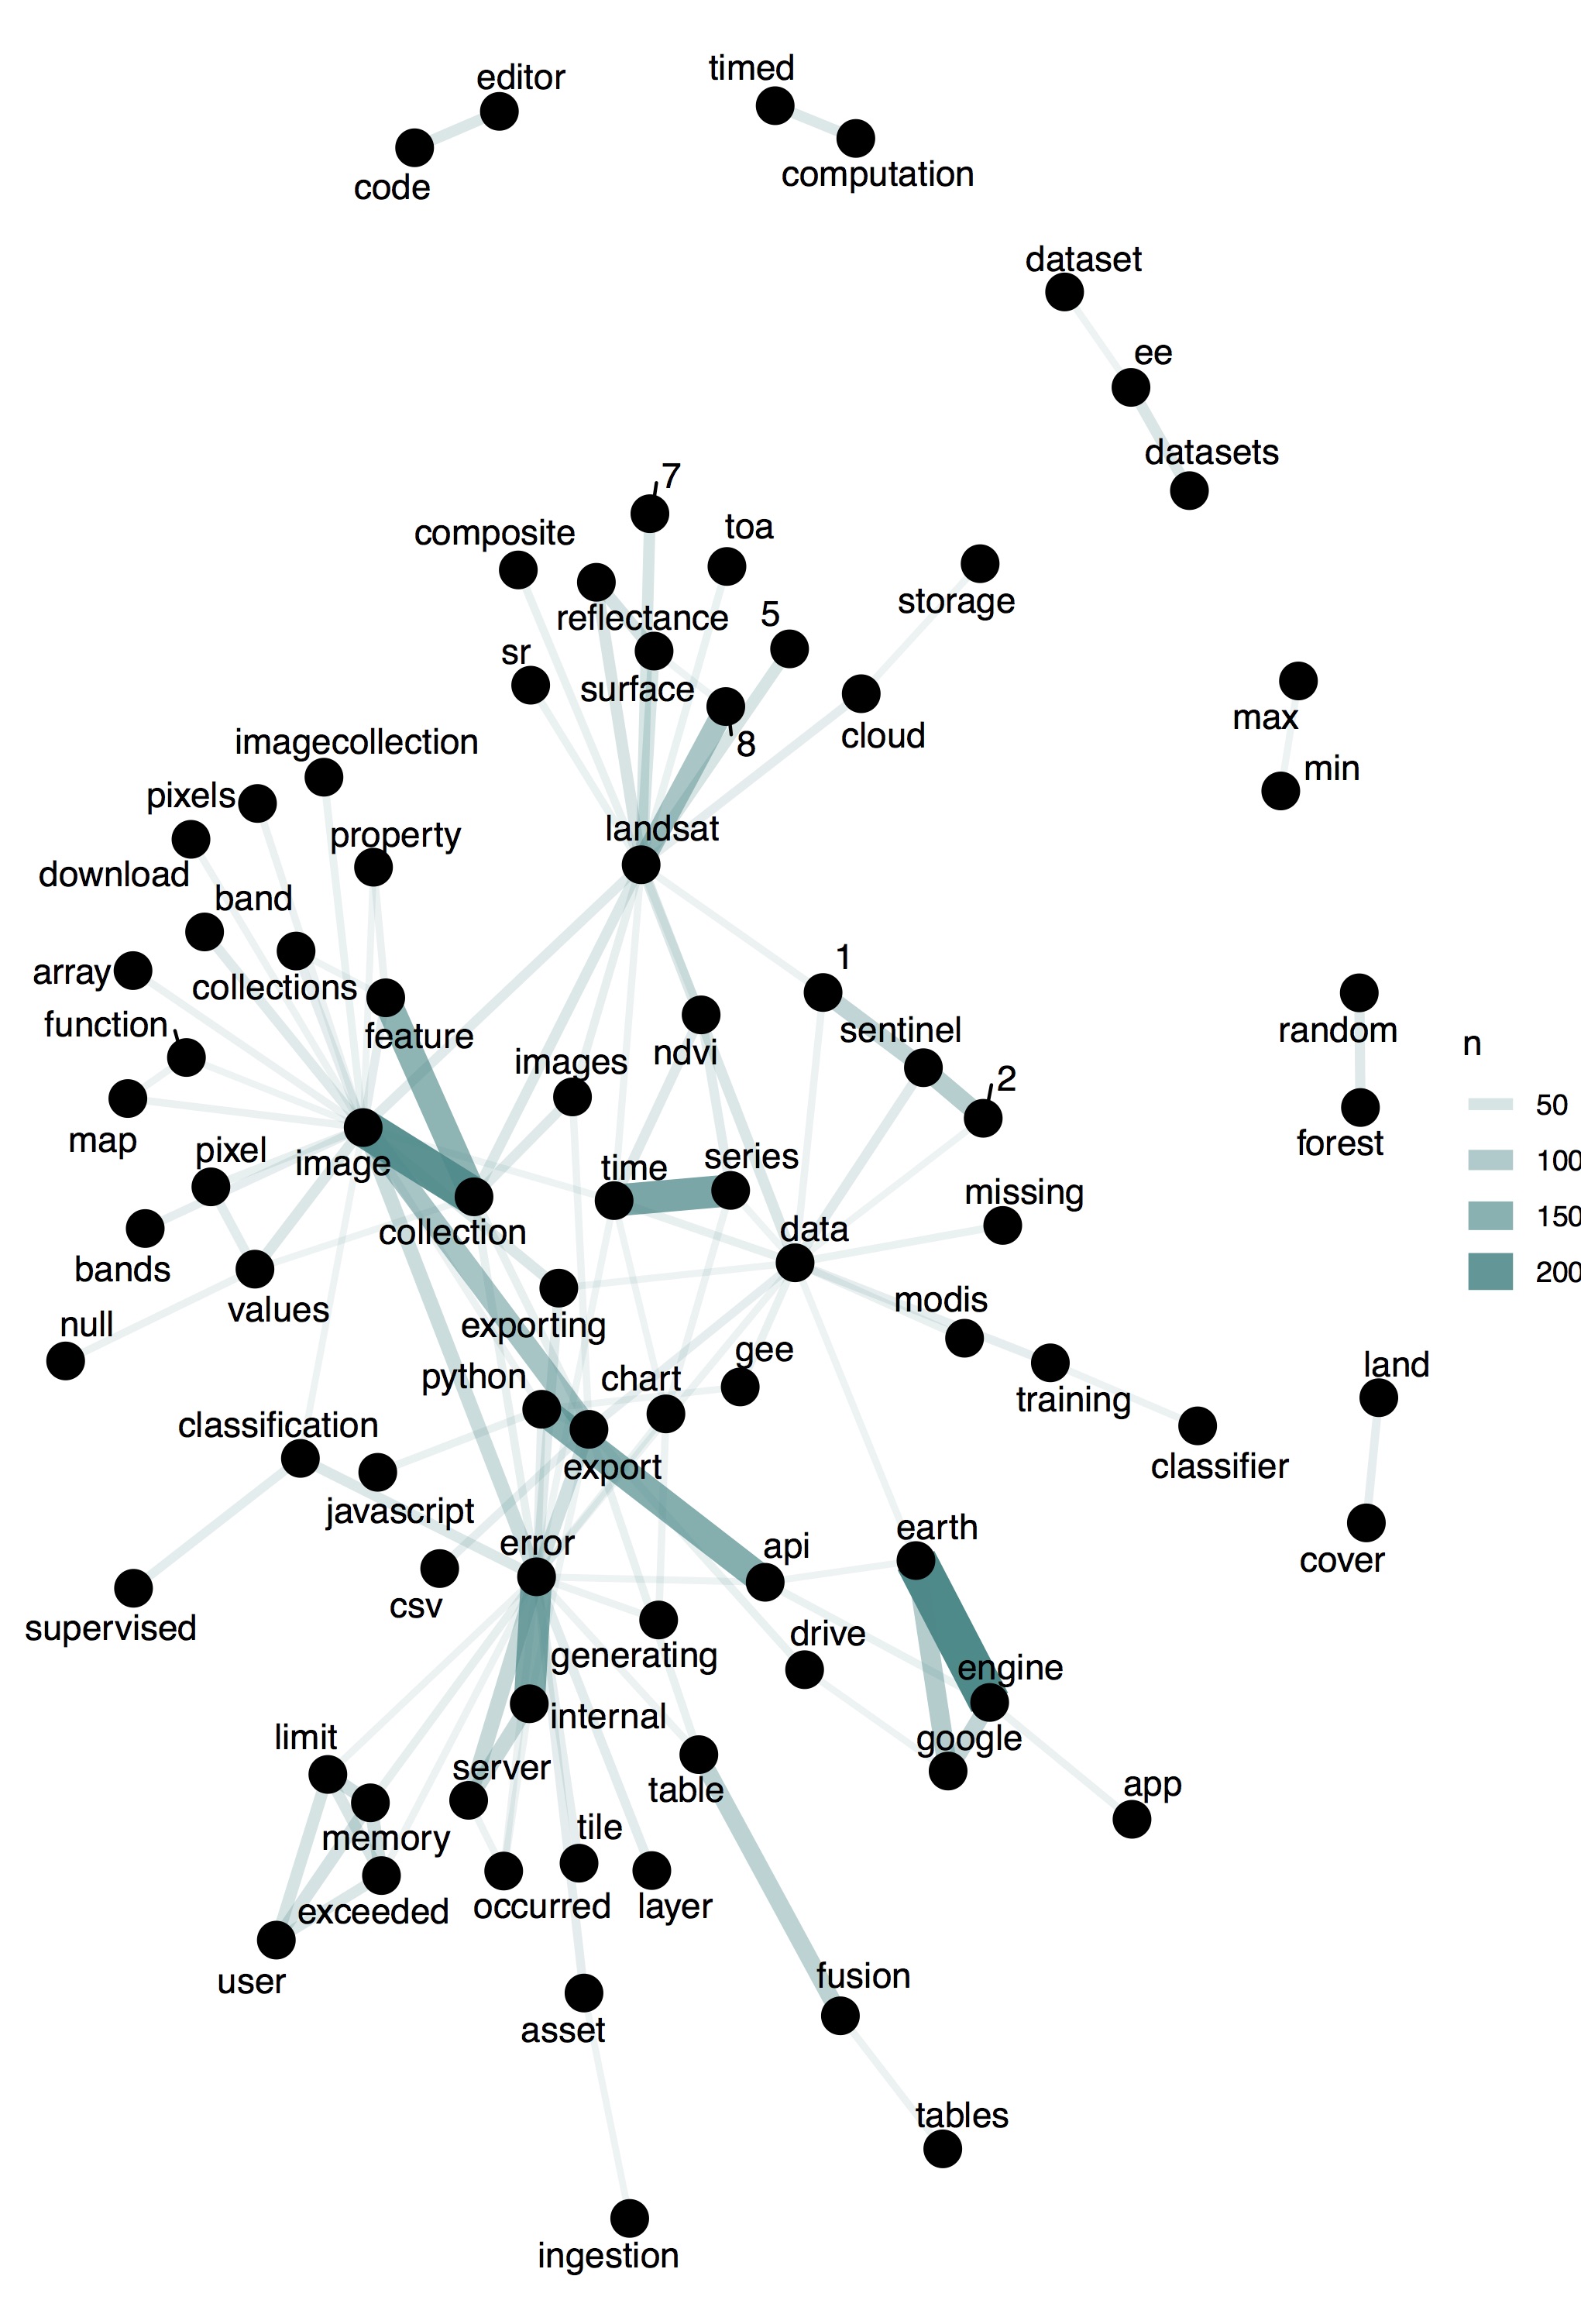 editor
timed
code
computation
dataset
ee
datasets
7
composite
toa
storage
reflectance
5
sr
surface
max
8
cloud
imagecollection
min
pixels
landsat
property
download
band
1
array
collections
function
feature
sentinel
random
n
images
ndvi
2
50
map
forest
pixel
image
time
series
100
missing
150
collection
data
bands
200
values
modis
null
exporting
gee
land
python
chart
training
classification
classifier
export
javascript
earth
error
api
cover
csv
supervised
drive
generating
engine
internal
limit
google
server
table
app
tile
memory
exceeded
occurred
layer
user
fusion
asset
tables
ingestion